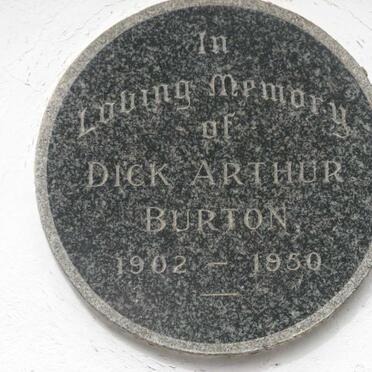 In
Loving Memory
of
DICK ARTHUR
BURTON,
1902 – 1950